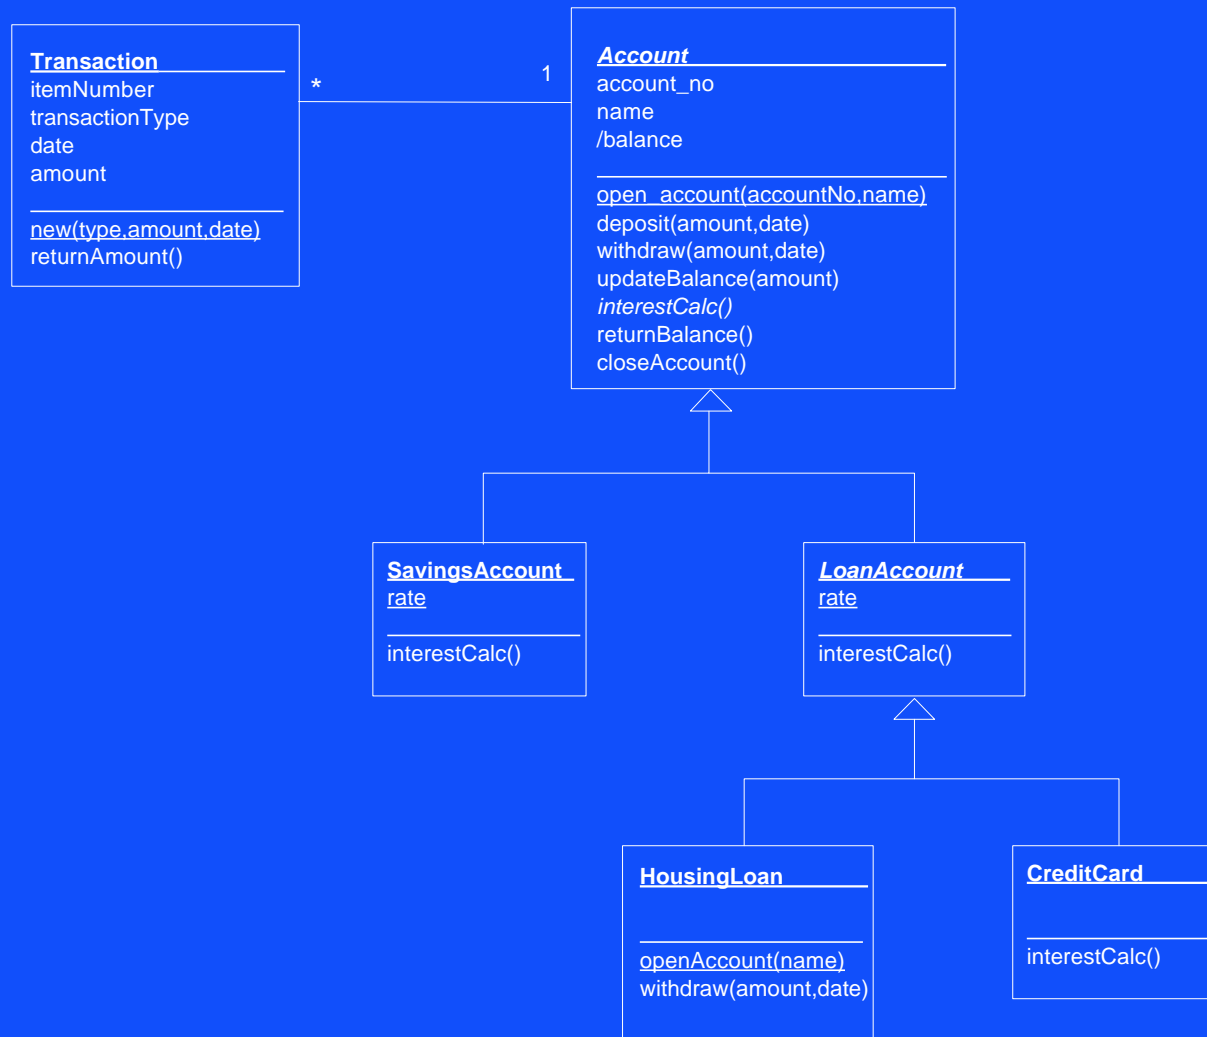 Transaction
itemNumber
transactionType
date
amount
new(type,amount,date)
returnAmount()
*
1
Account
account_no
name
/balance
open_account(accountNo,name)
deposit(amount,date)
withdraw(amount,date)
updateBalance(amount)
interestCalc()
returnBalance()
closeAccount()
SavingsAccount
rate
interestCalc()
LoanAccount
rate
interestCalc()
HousingLoan
openAccount(name)
withdraw(amount,date)
CreditCard
interestCalc()